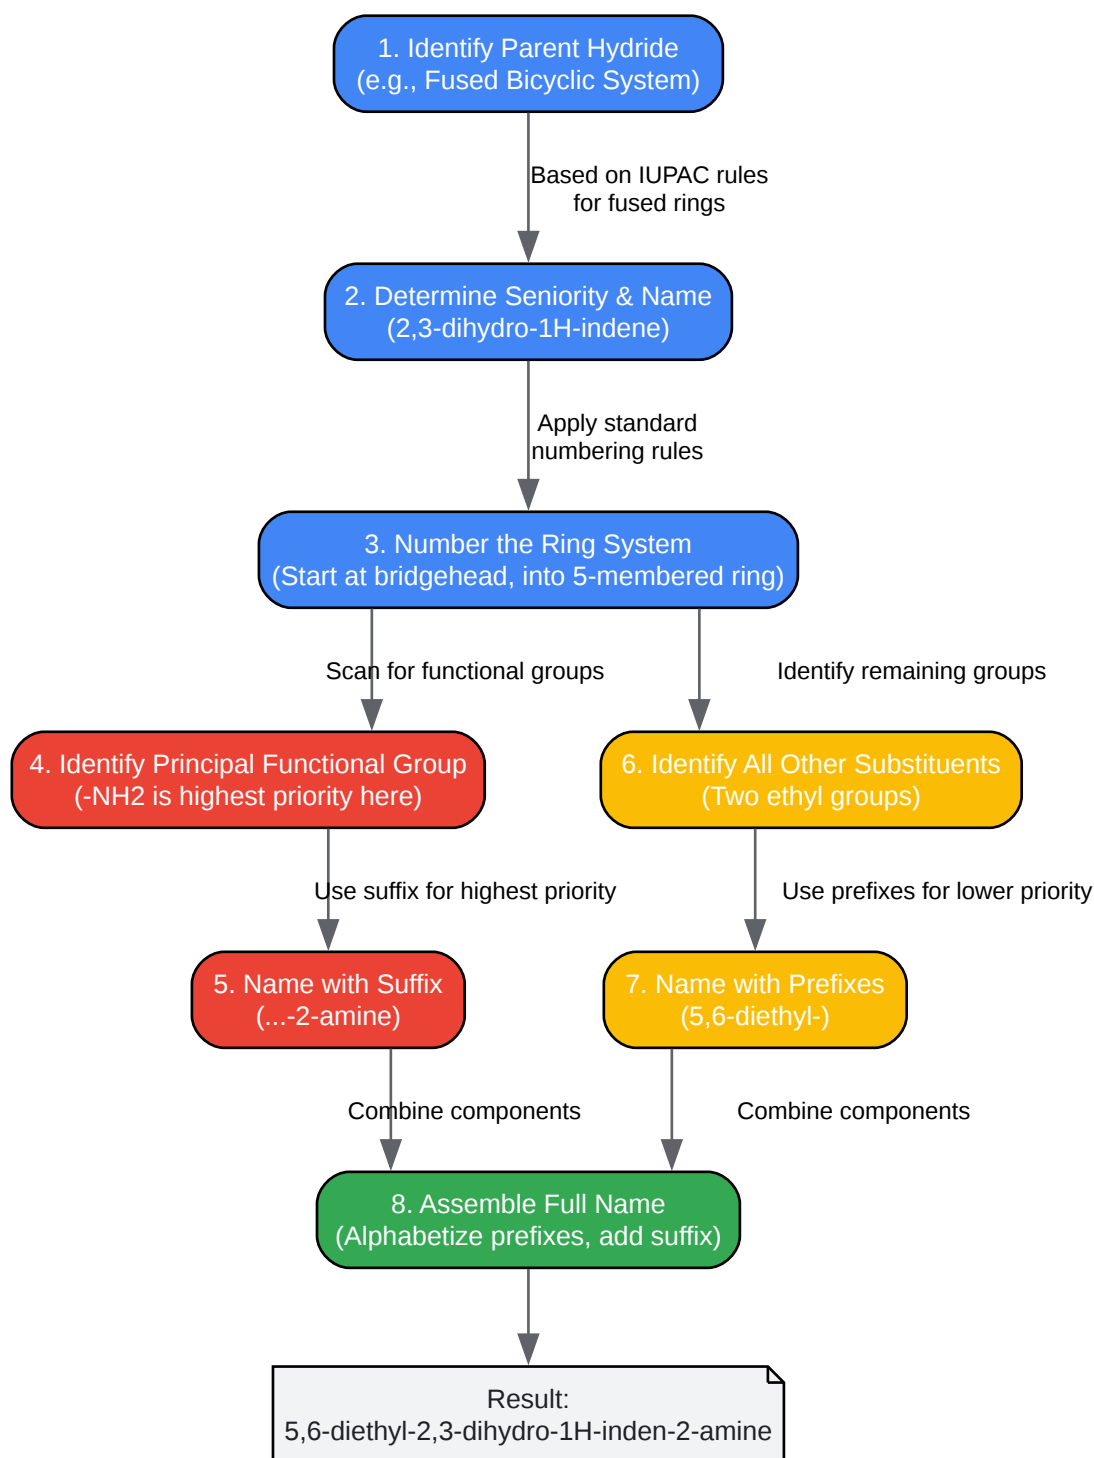 1. Identify Parent Hydride
(e.g., Fused Bicyclic System)
Based on IUPAC rules
for fused rings
2. Determine Seniority & Name
(2,3-dihydro-1H-indene)
Apply standard
numbering rules
3. Number the Ring System
(Start at bridgehead, into 5-membered ring)
Scan for functional groups
Identify remaining groups
4. Identify Principal Functional Group
(-NH2 is highest priority here)
6. Identify All Other Substituents
(Two ethyl groups)
Use suffix for highest priority
Use prefixes for lower priority
5. Name with Suffix
(...-2-amine)
7. Name with Prefixes
(5,6-diethyl-)
Combine components
Combine components
8. Assemble Full Name
(Alphabetize prefixes, add suffix)
Result:
5,6-diethyl-2,3-dihydro-1H-inden-2-amine